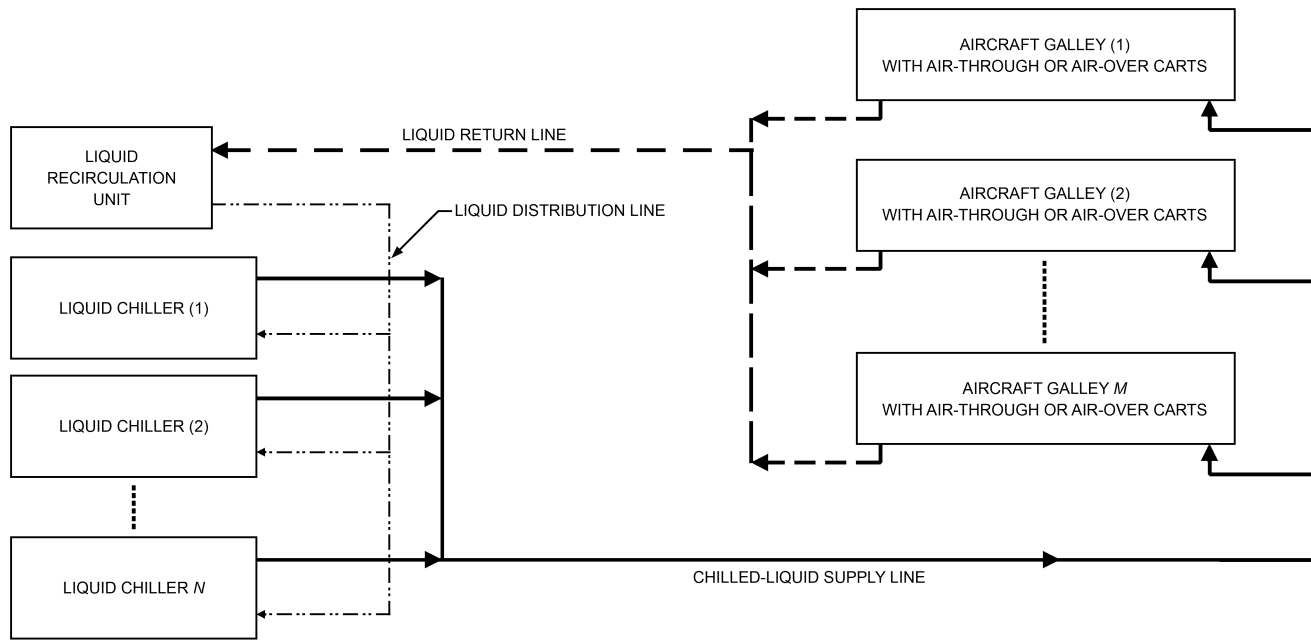 AIRCRAFT GALLEY (1)
WITH AIR-THROUGH OR AIR-OVER CARTS
LIQUID RETURN LINE
LIQUID
RECIRCULATION
UNIT
AIRCRAFT GALLEY (2)
WITH AIR-THROUGH OR AIR-OVER CARTS
LIQUID DISTRIBUTION LINE
LIQUID CHILLER (1)
AIRCRAFT GALLEY M
WITH AIR-THROUGH OR AIR-OVER CARTS
LIQUID CHILLER (2)
CHILLED-LIQUID SUPPLY LINE
LIQUID CHILLER N